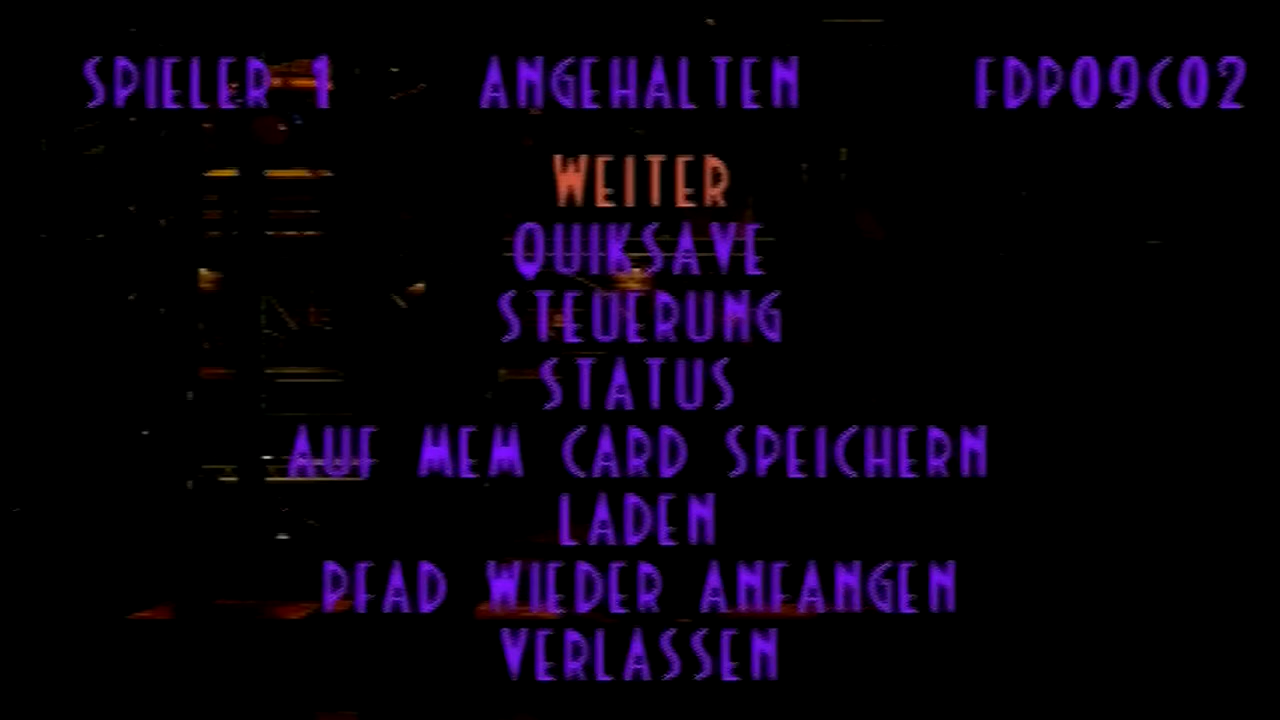 SPIELER 1 ANGEHALTEN FDP09C02
WEITER
QUIKSAVE
STEUERUNG
STATUS
AUF MEM CARD SPEICHERN
LADEN
PFAD WIEDER ANFANGEN
VERLASSEN